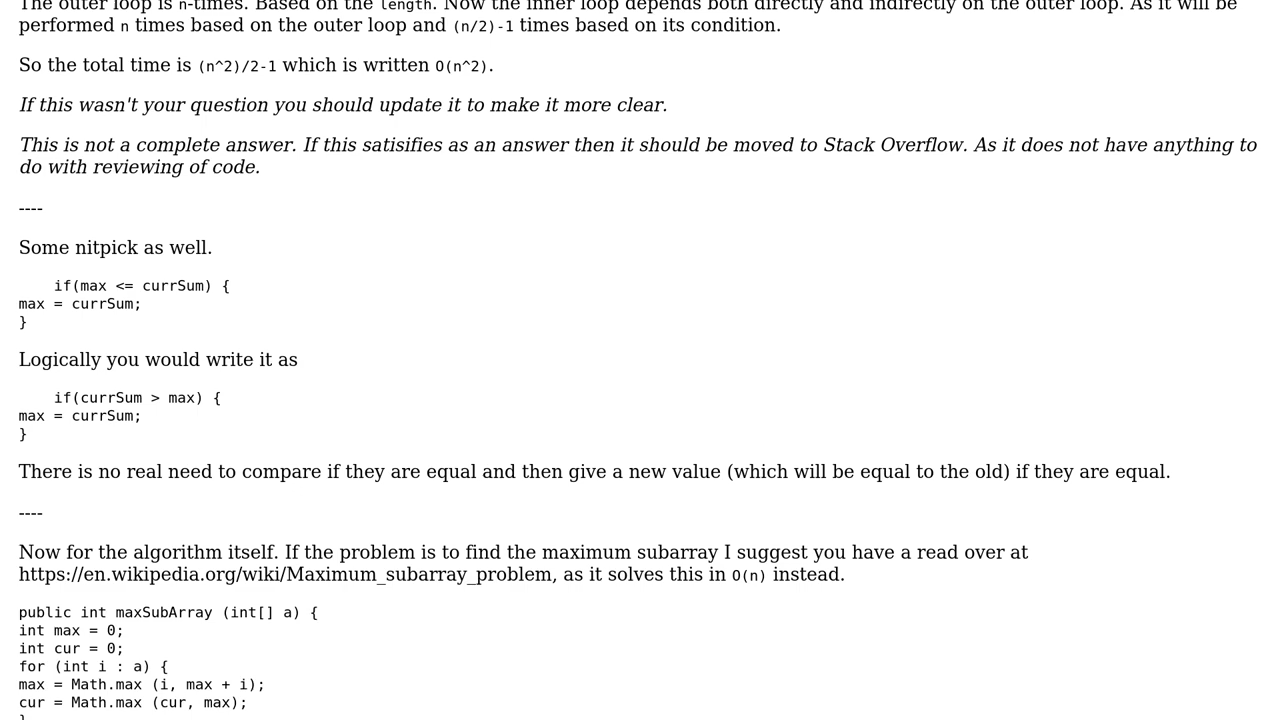 The outer loop is n-times. Based on the length. Now the inner loop depends both directly and indirectly on the outer loop. As it will be
performed n times based on the outer loop and (n/2)-1 times based on its condition.
So the total time is (n^2)/2-1 which is written O(n^2).
If this wasn't your question you should update it to make it more clear.
This is not a complete answer. If this satisifies as an answer then it should be moved to Stack Overflow. As it does not have anything to
do with reviewing of code.
----
Some nitpick as well.
    if(max <= currSum) {
max = currSum;
}
Logically you would write it as
    if(currSum > max) {
max = currSum;
}
There is no real need to compare if they are equal and then give a new value (which will be equal to the old) if they are equal.
----
Now for the algorithm itself. If the problem is to find the maximum subarray I suggest you have a read over at
https://en.wikipedia.org/wiki/Maximum_subarray_problem, as it solves this in O(n) instead.
public int maxSubArray (int[] a) {
int max = 0;
int cur = 0;
for (int i : a) {
max = Math.max (i, max + i);
cur = Math.max (cur, max);
}